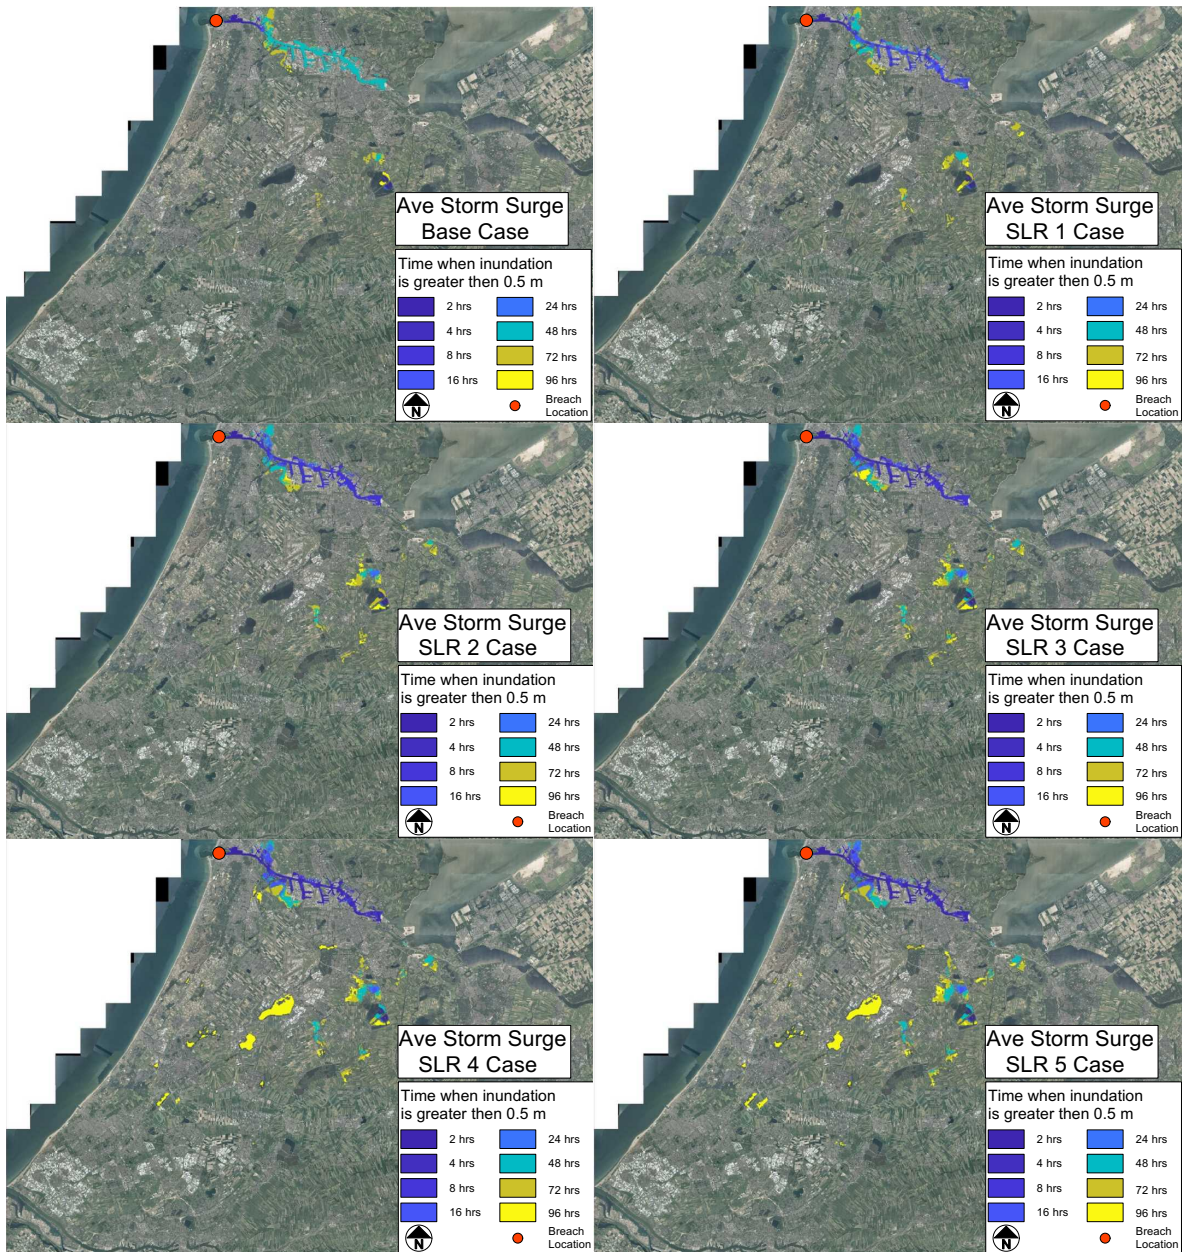 Ave Storm Surge
Base Case
Time when inundation
is greater then 0.5 m
2 hrs
24 hrs
4 hrs
48 hrs
8 hrs
72 hrs
16 hrs
96 hrs
N
Breach
Location
Ave Storm Surge
SLR 1 Case
Time when inundation
is greater then 0.5 m
2 hrs
24 hrs
4 hrs
48 hrs
8 hrs
72 hrs
16 hrs
96 hrs
N
Breach
Location
Ave Storm Surge
SLR 2 Case
Time when inundation
is greater then 0.5 m
2 hrs
24 hrs
4 hrs
48 hrs
8 hrs
72 hrs
16 hrs
96 hrs
N
Breach
Location
Ave Storm Surge
SLR 3 Case
Time when inundation
is greater then 0.5 m
2 hrs
24 hrs
4 hrs
48 hrs
8 hrs
72 hrs
16 hrs
96 hrs
N
Breach
Location
Ave Storm Surge
SLR 4 Case
Time when inundation
is greater then 0.5 m
2 hrs
24 hrs
4 hrs
48 hrs
8 hrs
72 hrs
16 hrs
96 hrs
N
Breach
Location
Ave Storm Surge
SLR 5 Case
Time when inundation
is greater then 0.5 m
2 hrs
24 hrs
4 hrs
48 hrs
8 hrs
72 hrs
16 hrs
96 hrs
N
Breach
Location